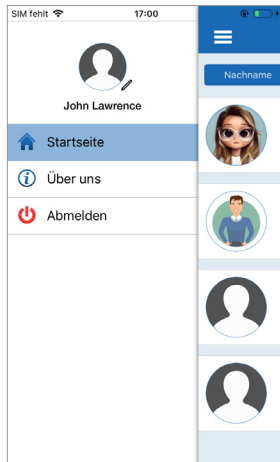 SIM fehlt 17:00
John Lawrence
Startseite
Über uns
Abmelden
Nachname